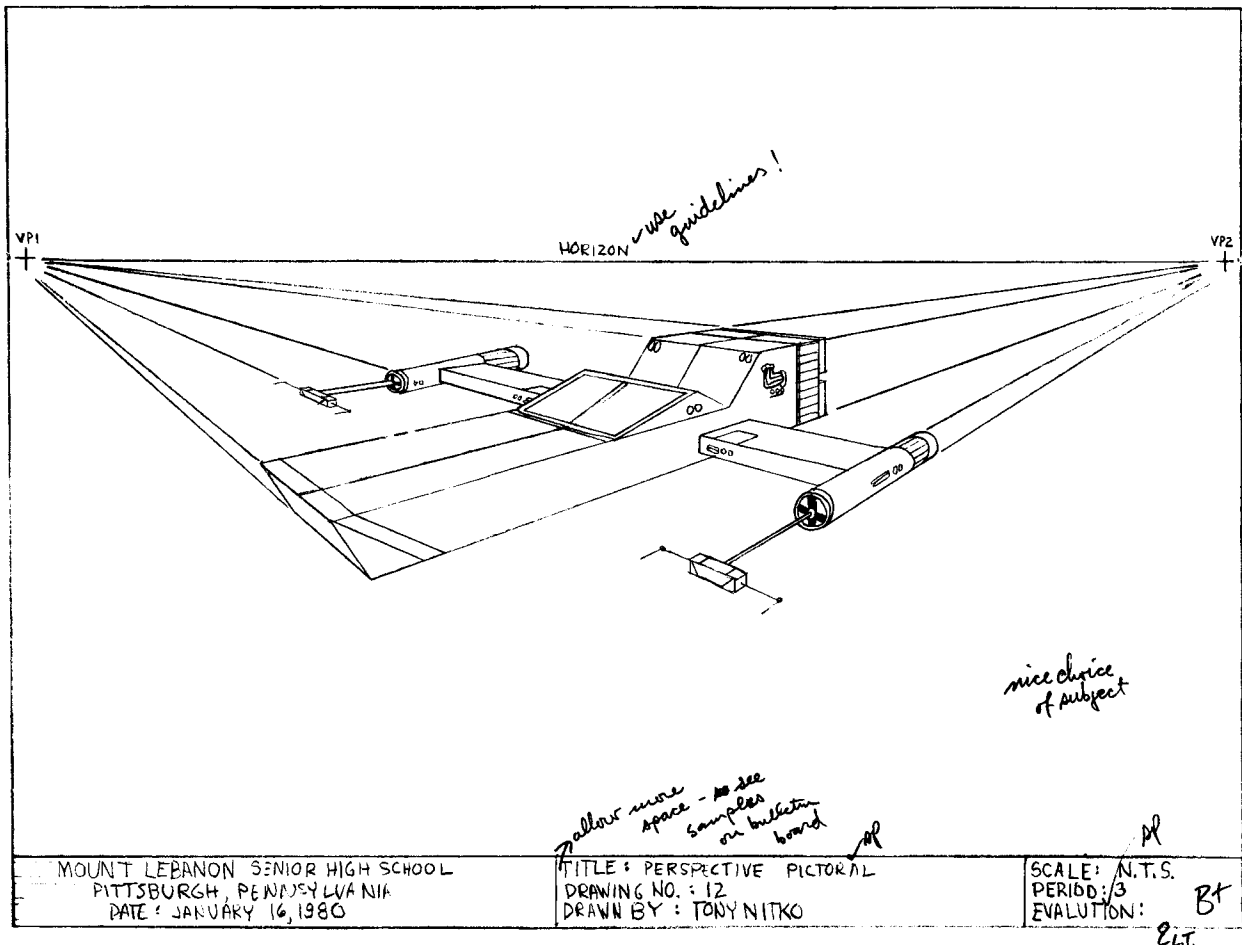 use
guidelines!
VP1
HORIZON
VP2
nice choice
of subject
allow more
space - see
samples
on bulletin
board
sp
sp
MOUNT LEBANON SENIOR HIGH SCHOOL
PITTSBURGH, PENNSYLVANIA
DATE: JANUARY 16, 1980
TITLE: PERSPECTIVE PICTORAL
DRAWING NO.: 12
DRAWN BY: TONY NITKO
SCALE: N.T.S.
PERIOD: 3
EVALUTION:
B+